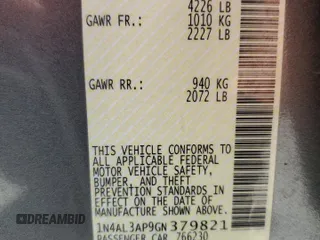 4226 LB
GAWR FR.: 1010 KG
2227 LB
GAWR RR.: 940 KG
2072 LB
THIS VEHICLE CONFORMS TO
ALL APPLICABLE FEDERAL
MOTOR VEHICLE SAFETY,
BUMPER, AND THEFT
PREVENTION STANDARDS IN
EFFECT ON THE DATE OF
MANUFACTURE SHOWN ABOVE
1N4AL3AP9GN379821
PASSENGER CAR 766230
DREAMBID